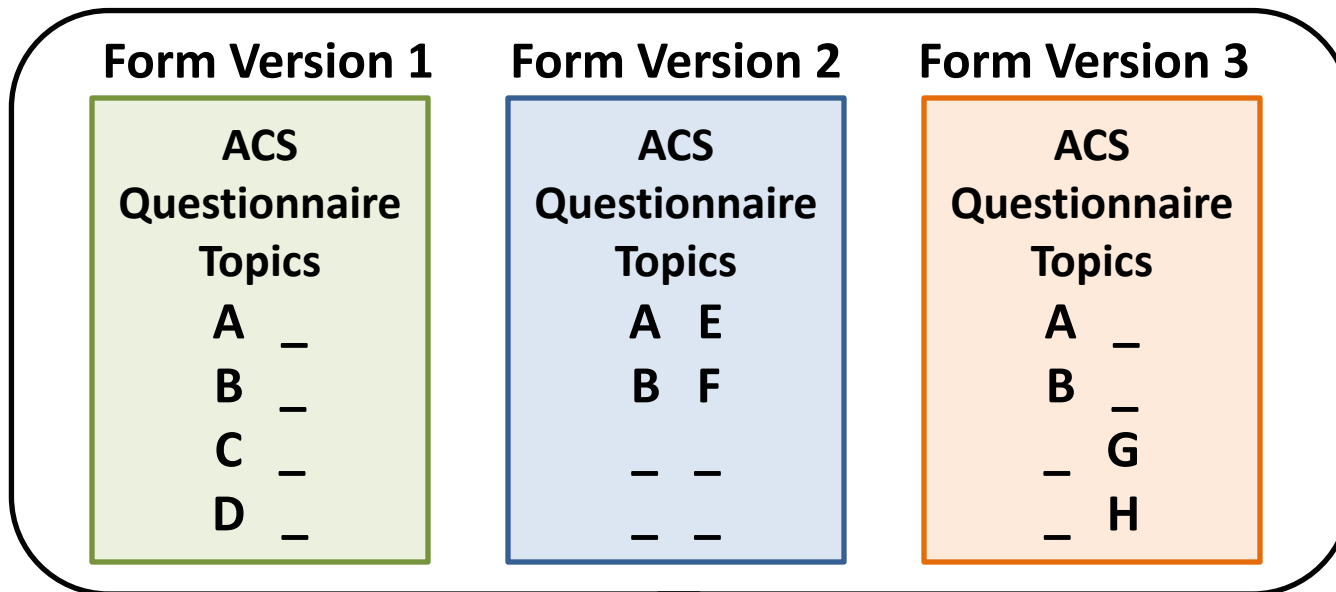 Form Version 1
ACS
Questionnaire
Topics
A _
B _
C _
D _
Form Version 2
ACS
Questionnaire
Topics
A E
B F
_ _
_ _
Form Version 3
ACS
Questionnaire
Topics
A _
B _
_ G
_ H